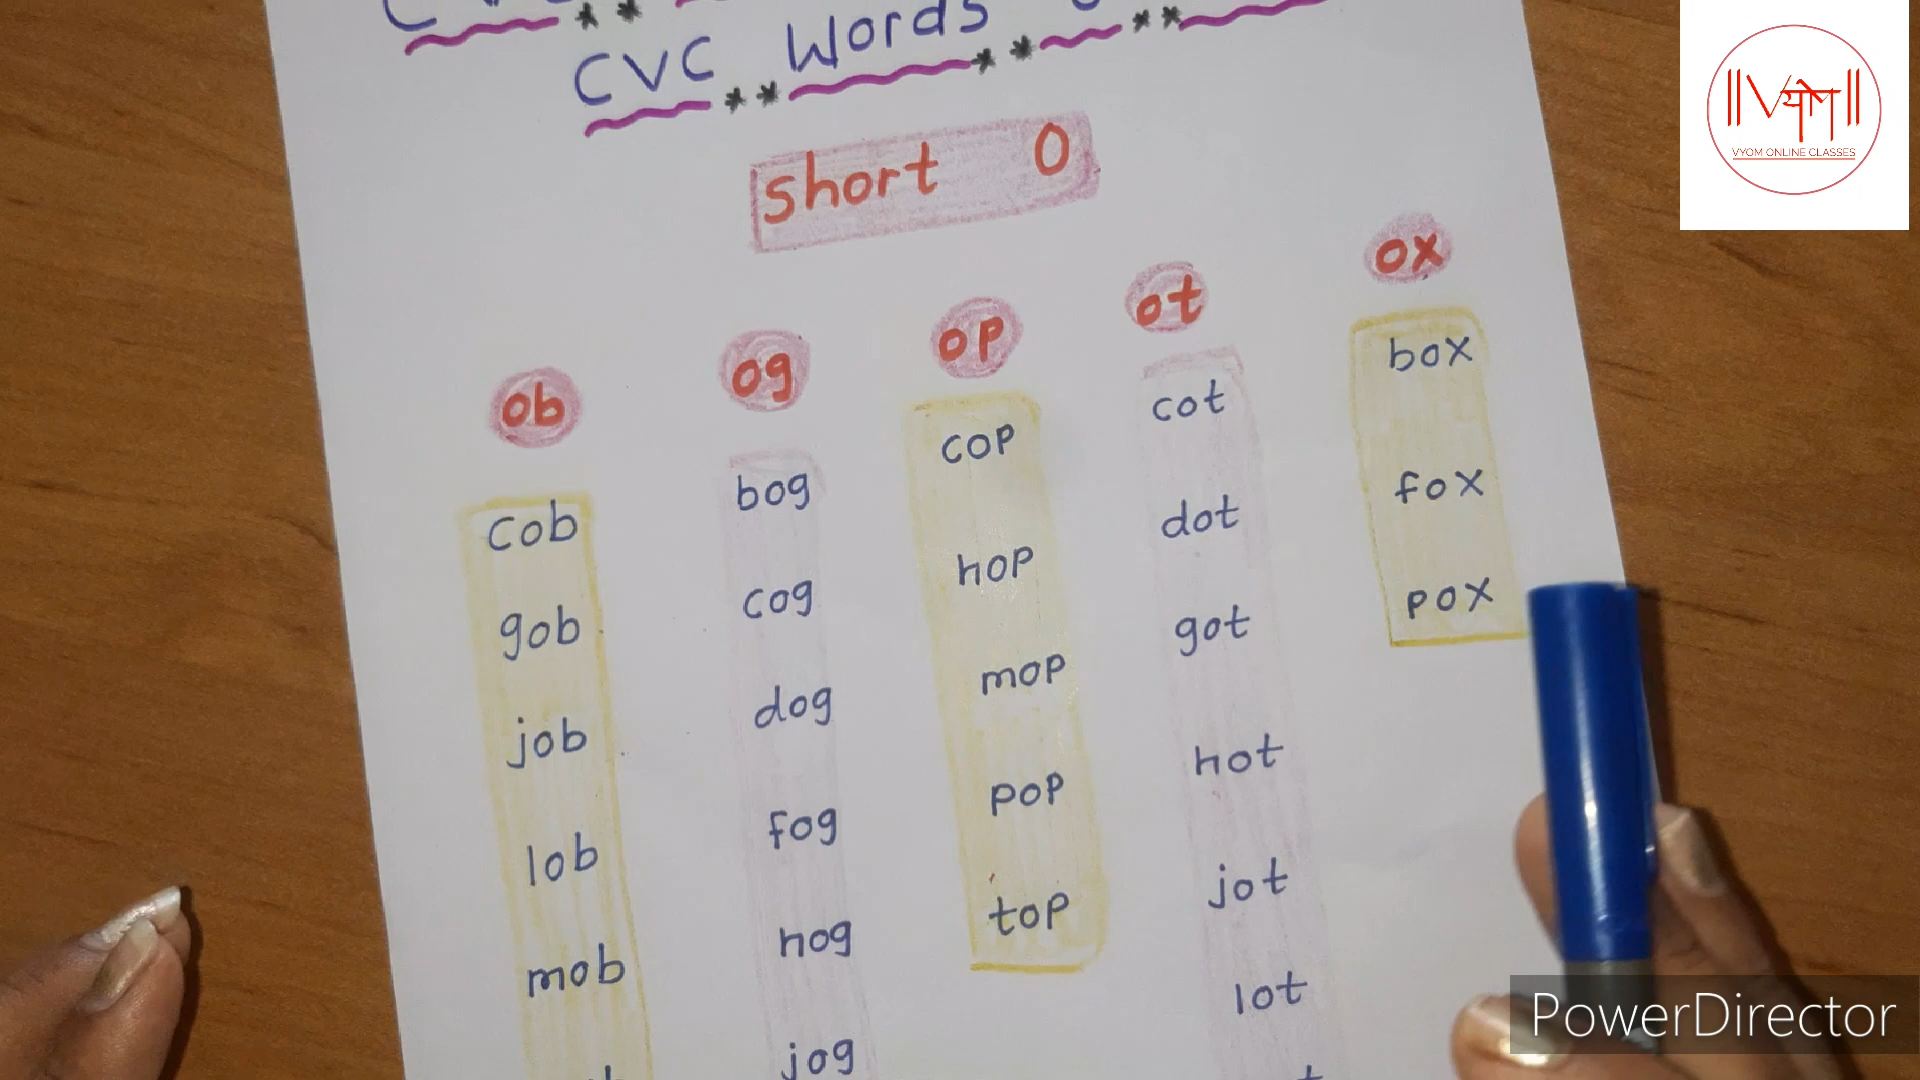 CVC Words
short O
ob og op ot ox
cob
gob
job
lob
mob
bog
cog
dog
fog
hog
jog
cop
hop
mop
pop
top
cot
dot
got
hot
jot
lot
box
fox
pox
||Vयोम||
VYOM ONLINE CLASSES
PowerDirector